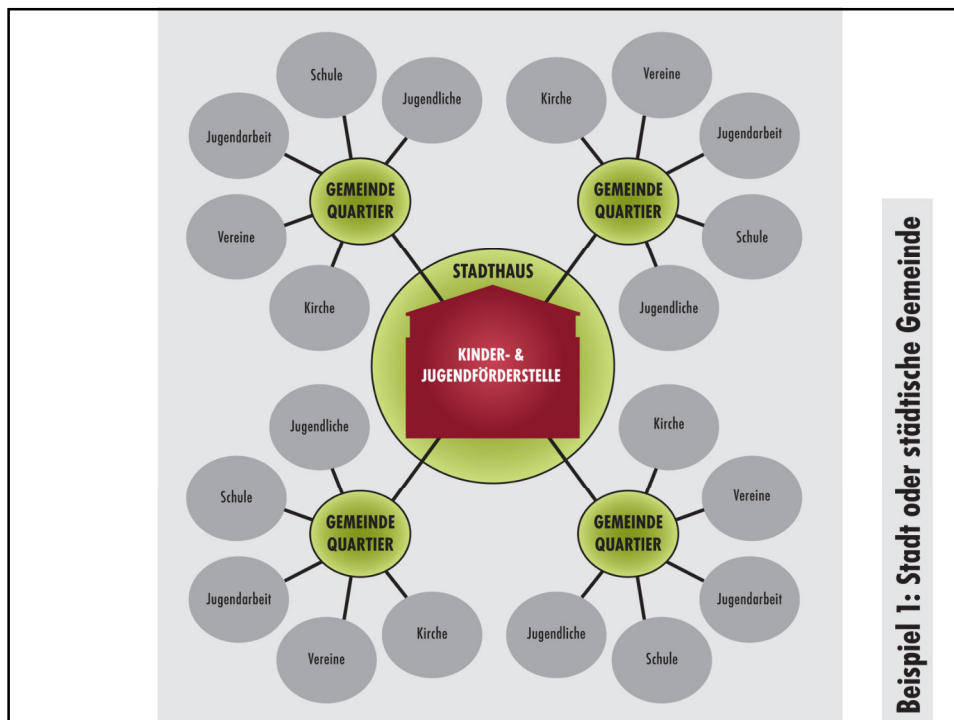 Schule
Jugendliche
Jugendarbeit
GEMEINDE
QUARTIER
Vereine
Kirche
Vereine
Kirche
Jugendarbeit
GEMEINDE
QUARTIER
Schule
Jugendliche
STADTHAUS
KINDER- &
JUGENDFÖRDERSTELLE
Jugendliche
Schule
GEMEINDE
QUARTIER
Jugendarbeit
Vereine
Kirche
Kirche
Vereine
GEMEINDE
QUARTIER
Jugendarbeit
Jugendliche
Schule
Beispiel 1: Stadt oder städtische Gemeinde